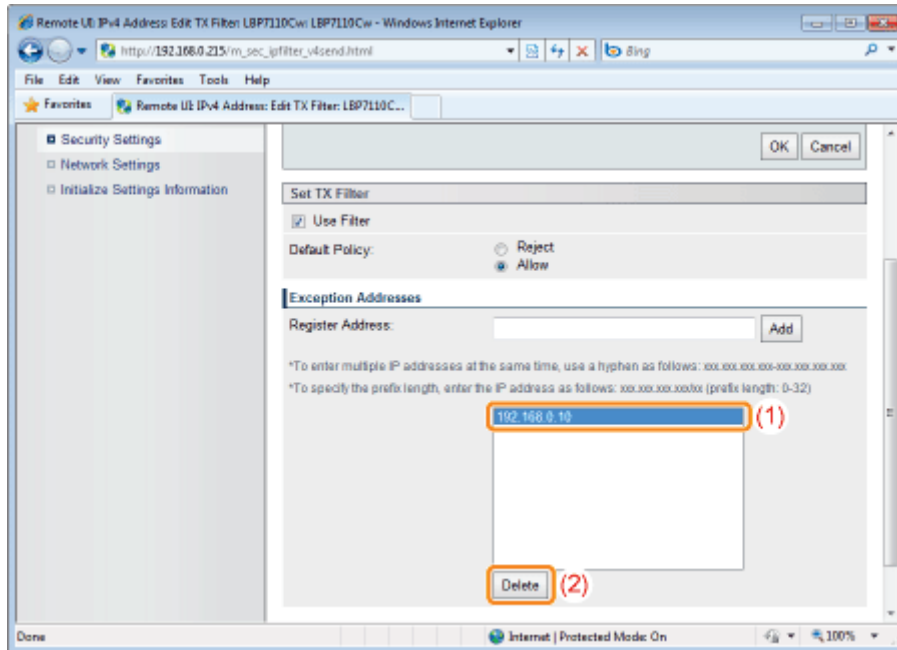 Remote UI: IPv4 Address: Edit TX Filter: LBP7110Cw: LBP7110Cw - Windows Internet Explorer
http://192.168.0.215/m_sec_ipfilter_v4send.html
Bing
File Edit View Favorites Tools Help
Favorites
Remote UI: IPv4 Address: Edit TX Filter: LBP7110C...
Security Settings
OK Cancel
Network Settings
Initialize Settings Information
Set TX Filter
Use Filter
Default Policy:
Reject
Allow
Exception Addresses
Register Address:
Add
*To enter multiple IP addresses at the same time, use a hyphen as follows: xxx.xxx.xxx.xxx-xxx.xxx.xxx.xxx
*To specify the prefix length, enter the IP address as follows: xxx.xxx.xxx.xxx/xx (prefix length: 0-32)
192.168.0.10
(1)
Delete
(2)
Done
Internet | Protected Mode: On
100%